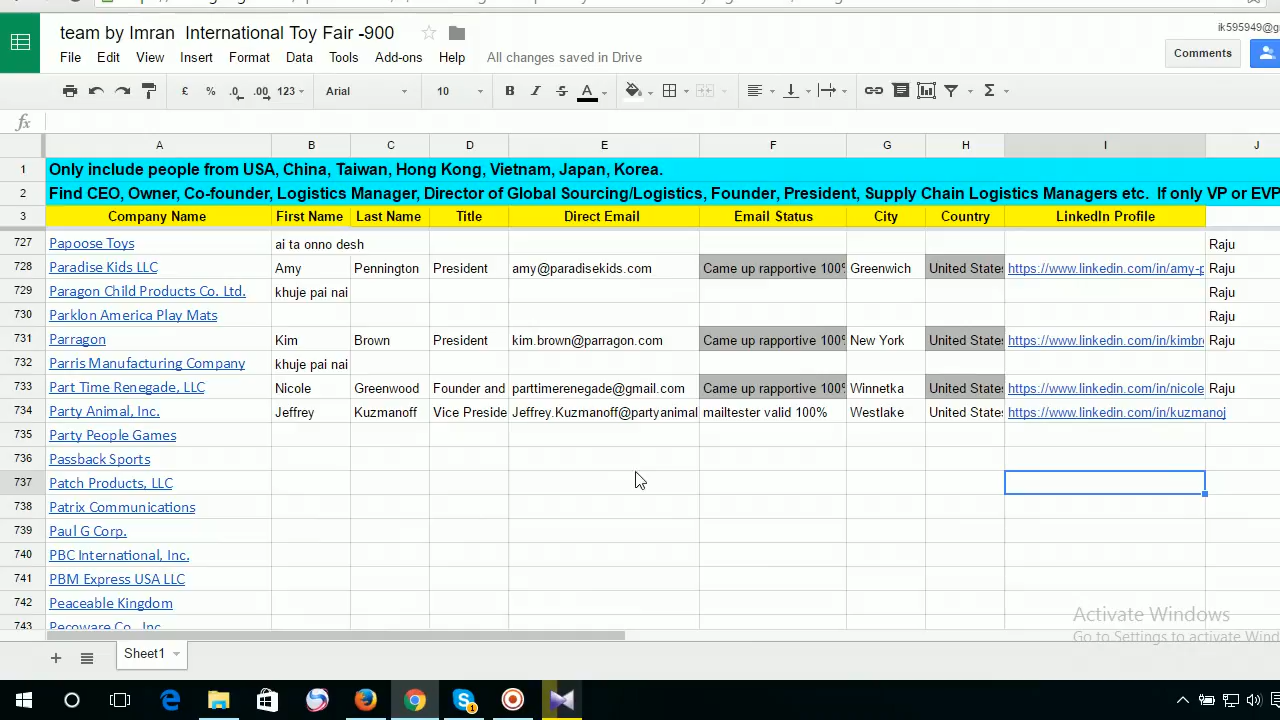 team by Imran International Toy Fair -900
ik595949@g
File Edit View Insert Format Data Tools Add-ons Help All changes saved in Drive
Comments
£ % .0 .00 123 Arial 10 B I S A Σ
fx
A B C D E F G H I J
1 Only include people from USA, China, Taiwan, Hong Kong, Vietnam, Japan, Korea.
2 Find CEO, Owner, Co-founder, Logistics Manager, Director of Global Sourcing/Logistics, Founder, President, Supply Chain Logistics Managers etc. If only VP or EVP
3 Company Name First Name Last Name Title Direct Email Email Status City Country LinkedIn Profile
727 Papoose Toys ai ta onno desh Raju
728 Paradise Kids LLC Amy Pennington President amy@paradisekids.com Came up rapportive 100% Greenwich United States https://www.linkedin.com/in/amy-p Raju
729 Paragon Child Products Co. Ltd. khuje pai nai Raju
730 Parklon America Play Mats Raju
731 Parragon Kim Brown President kim.brown@parragon.com Came up rapportive 100% New York United States https://www.linkedin.com/in/kimbr Raju
732 Parris Manufacturing Company khuje pai nai
733 Part Time Renegade, LLC Nicole Greenwood Founder and parttimerenegade@gmail.com Came up rapportive 100% Winnetka United States https://www.linkedin.com/in/nicole Raju
734 Party Animal, Inc. Jeffrey Kuzmanoff Vice Preside Jeffrey.Kuzmanoff@partyanimal mailtester valid 100% Westlake United States https://www.linkedin.com/in/kuzmanoj
735 Party People Games
736 Passback Sports
737 Patch Products, LLC
738 Patrix Communications
739 Paul G Corp.
740 PBC International, Inc.
741 PBM Express USA LLC
742 Peaceable Kingdom
743 Pecoware Co., Inc.
Activate Windows
Go to Settings to activate Wind
Sheet1